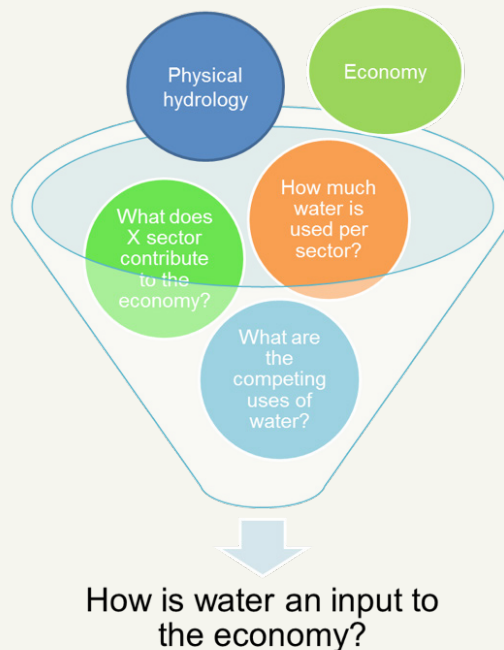 Physical
hydrology
Economy
How much
water is
used per
sector?
What does
X sector
contribute
to the
economy?
What are
the
competing
uses of
water?
How is water an input to
the economy?